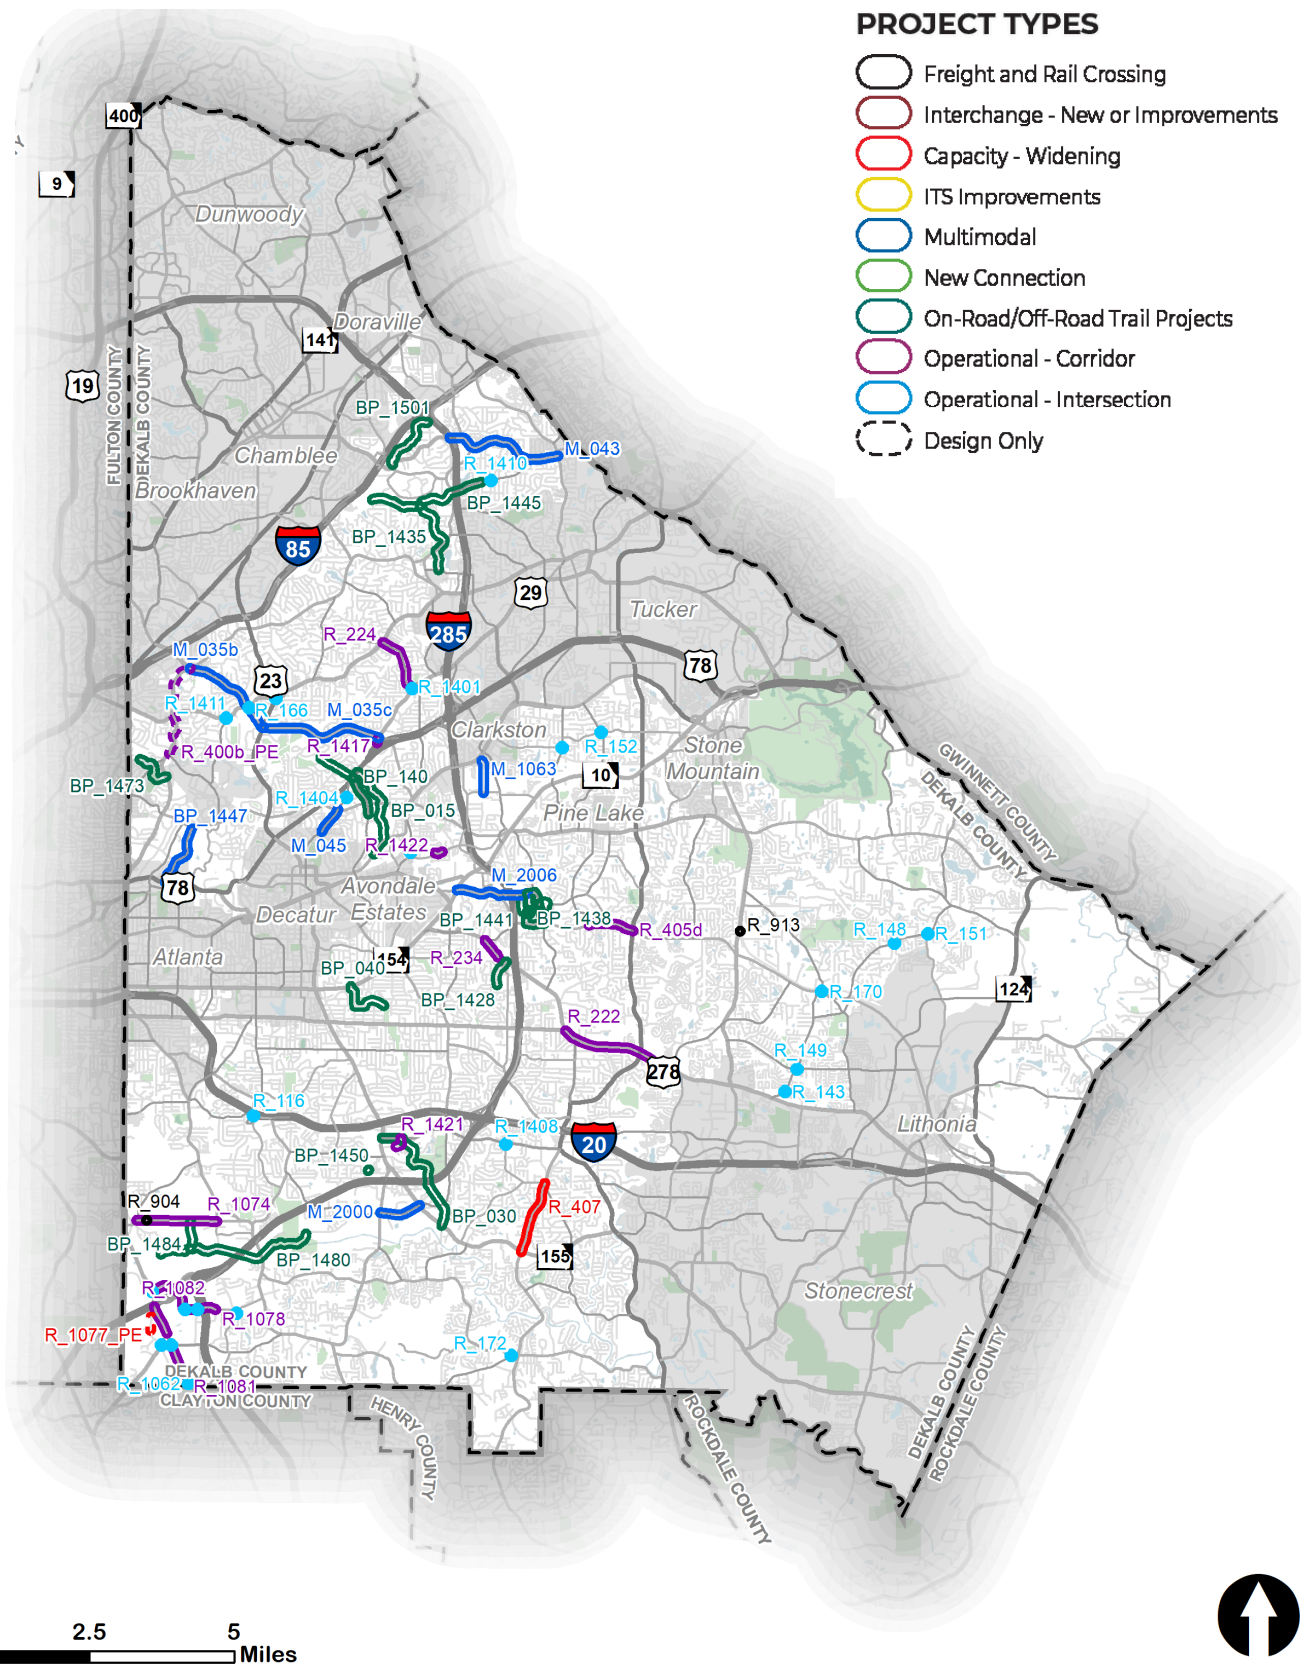 PROJECT TYPES
Freight and Rail Crossing
Interchange - New or Improvements
Capacity - Widening
ITS Improvements
Multimodal
New Connection
On-Road/Off-Road Trail Projects
Operational - Corridor
Operational - Intersection
Design Only
400
9
Dunwoody
Doraville
141
19
FULTON COUNTY
DEKALB COUNTY
BP_1501
Chamblee
M_043
R_1410
Brookhaven
BP_1445
BP_1435
85
29
Tucker
285
R_224
M_035b
78
23
R_1401
R_1411
R_166
M_035c
Clarkston
R_1417
R_152
Stone
Mountain
R_400b_PE
GWINNETT COUNTY
DEKALB COUNTY
M_1063
10
BP_140
BP_1473
R_1404
BP_015
Pine Lake
BP_1447
M_045
R_1422
78
M_2006
Avondale
Estates
Decatur
BP_1441
BP_1438
R_405d
R_913
R_148
R_151
Atlanta
154
R_234
BP_040
BP_1428
R_170
124
R_222
R_149
278
R_143
R_116
R_1421
R_1408
Lithonia
20
BP_1450
R_904
R_1074
M_2000
BP_030
R_407
BP_1484
BP_1480
155
R_1082
Stonecrest
R_1078
R_1077_PE
R_172
DEKALB COUNTY
R_1062
R_1081
CLAYTON COUNTY
HENRY COUNTY
ROCKDALE COUNTY
DEKALB COUNTY
ROCKDALE COUNTY
2.5
5
Miles